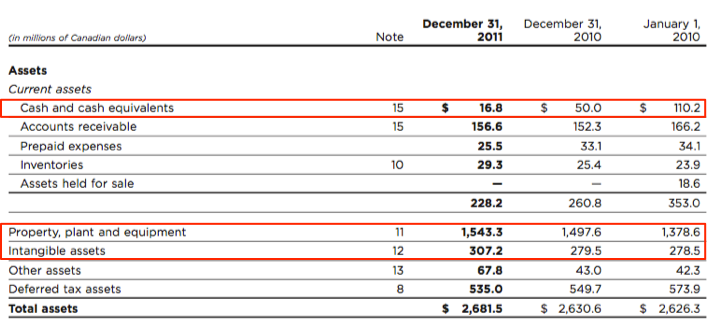 (in millions of Canadian dollars) Note December 31, 2011 December 31, 2010 January 1, 2010
Assets
Current assets
Cash and cash equivalents 15 $ 16.8 $ 50.0 $ 110.2
Accounts receivable 15 156.6 152.3 166.2
Prepaid expenses 25.5 33.1 34.1
Inventories 10 29.3 25.4 23.9
Assets held for sale — — 18.6
228.2 260.8 353.0
Property, plant and equipment 11 1,543.3 1,497.6 1,378.6
Intangible assets 12 307.2 279.5 278.5
Other assets 13 67.8 43.0 42.3
Deferred tax assets 8 535.0 549.7 573.9
Total assets $ 2,681.5 $ 2,630.6 $ 2,626.3